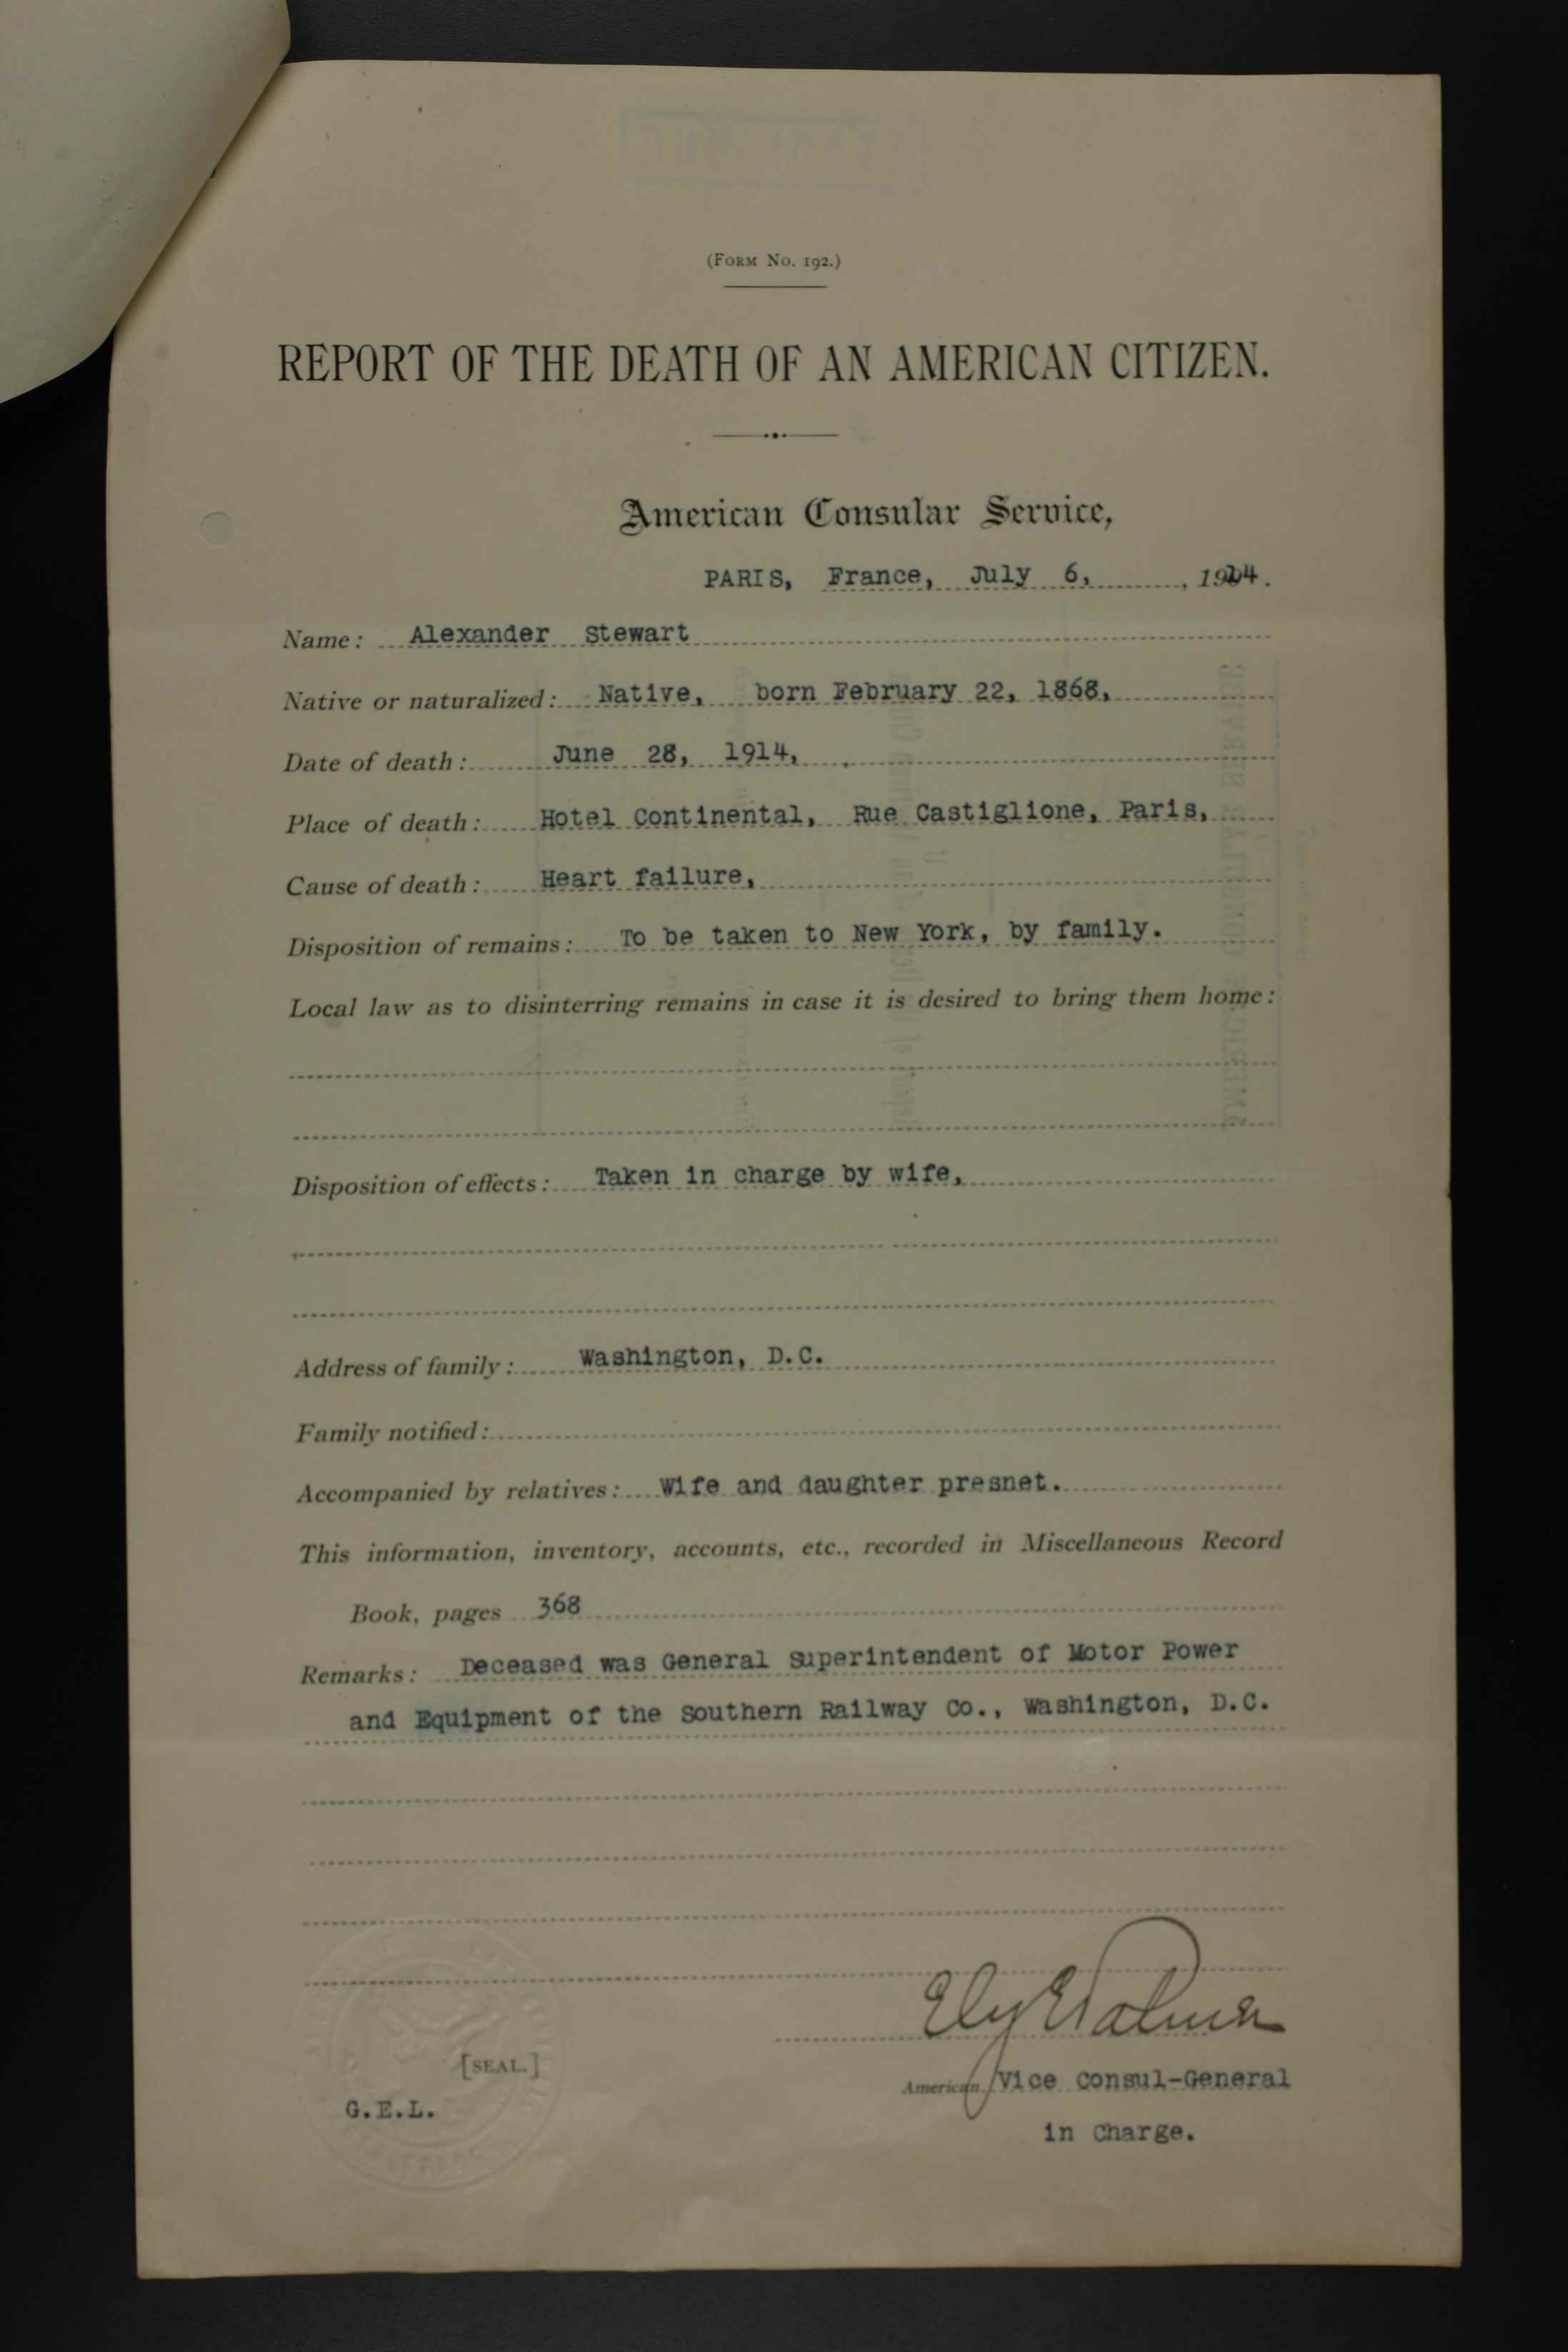 (FORM NO. 192.)
REPORT OF THE DEATH OF AN AMERICAN CITIZEN.
American Consular Service,
PARIS, France, July 6, , 1914.
Name: Alexander Stewart
Native or naturalized: Native, born February 22, 1868,
Date of death: June 28, 1914,
Place of death: Hotel Continental, Rue Castiglione, Paris,
Cause of death: Heart failure,
Disposition of remains: To be taken to New York, by family.
Local law as to disinterring remains in case it is desired to bring them home:
Disposition of effects: Taken in charge by wife,
Address of family: Washington, D.C.
Family notified:
Accompanied by relatives: Wife and daughter presnet.
This information, inventory, accounts, etc., recorded in Miscellaneous Record
Book, pages 368
Remarks: Deceased was General Superintendent of Motor Power
and Equipment of the Southern Railway Co., Washington, D.C.
Ely E Palmer
[SEAL.]
American Vice Consul-General
G.E.L.
in Charge.